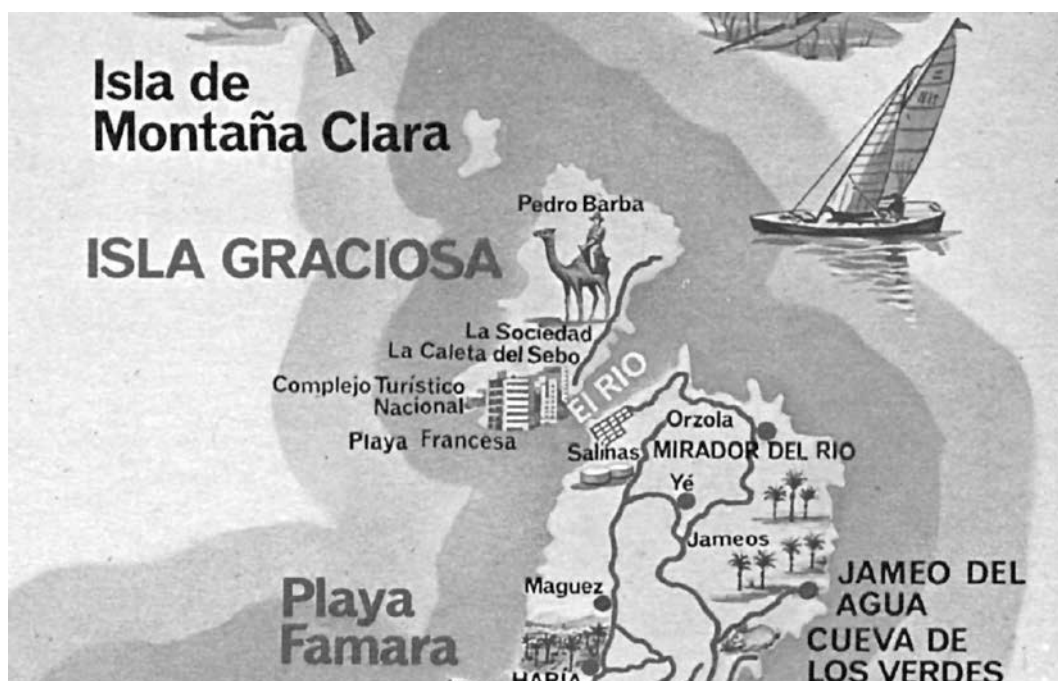 Isla de
Montaña Clara
Pedro Barba
ISLA GRACIOSA
La Sociedad
La Caleta del Sebo
El RIO
Complejo Turístico
Nacional
Playa Francesa
Orzola
Salinas
MIRADOR DEL RIO
Yé
Jameos
JAMEO DEL
AGUA
Maguez
Playa
Famara
CUEVA DE
LOS VERDES
HARÍA